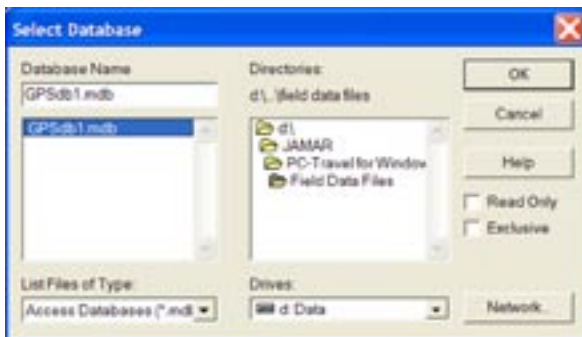 Select Database
Database Name
GPSdb1.mdb
GPSdb1.mdb
List Files of Type:
Access Databases (*.mdl
Directories:
d:\..\field data files
d:\
JAMAR
PC-Travel for Window
Field Data Files
Drives:
d: Data
OK
Cancel
Help
Read Only
Exclusive
Network...